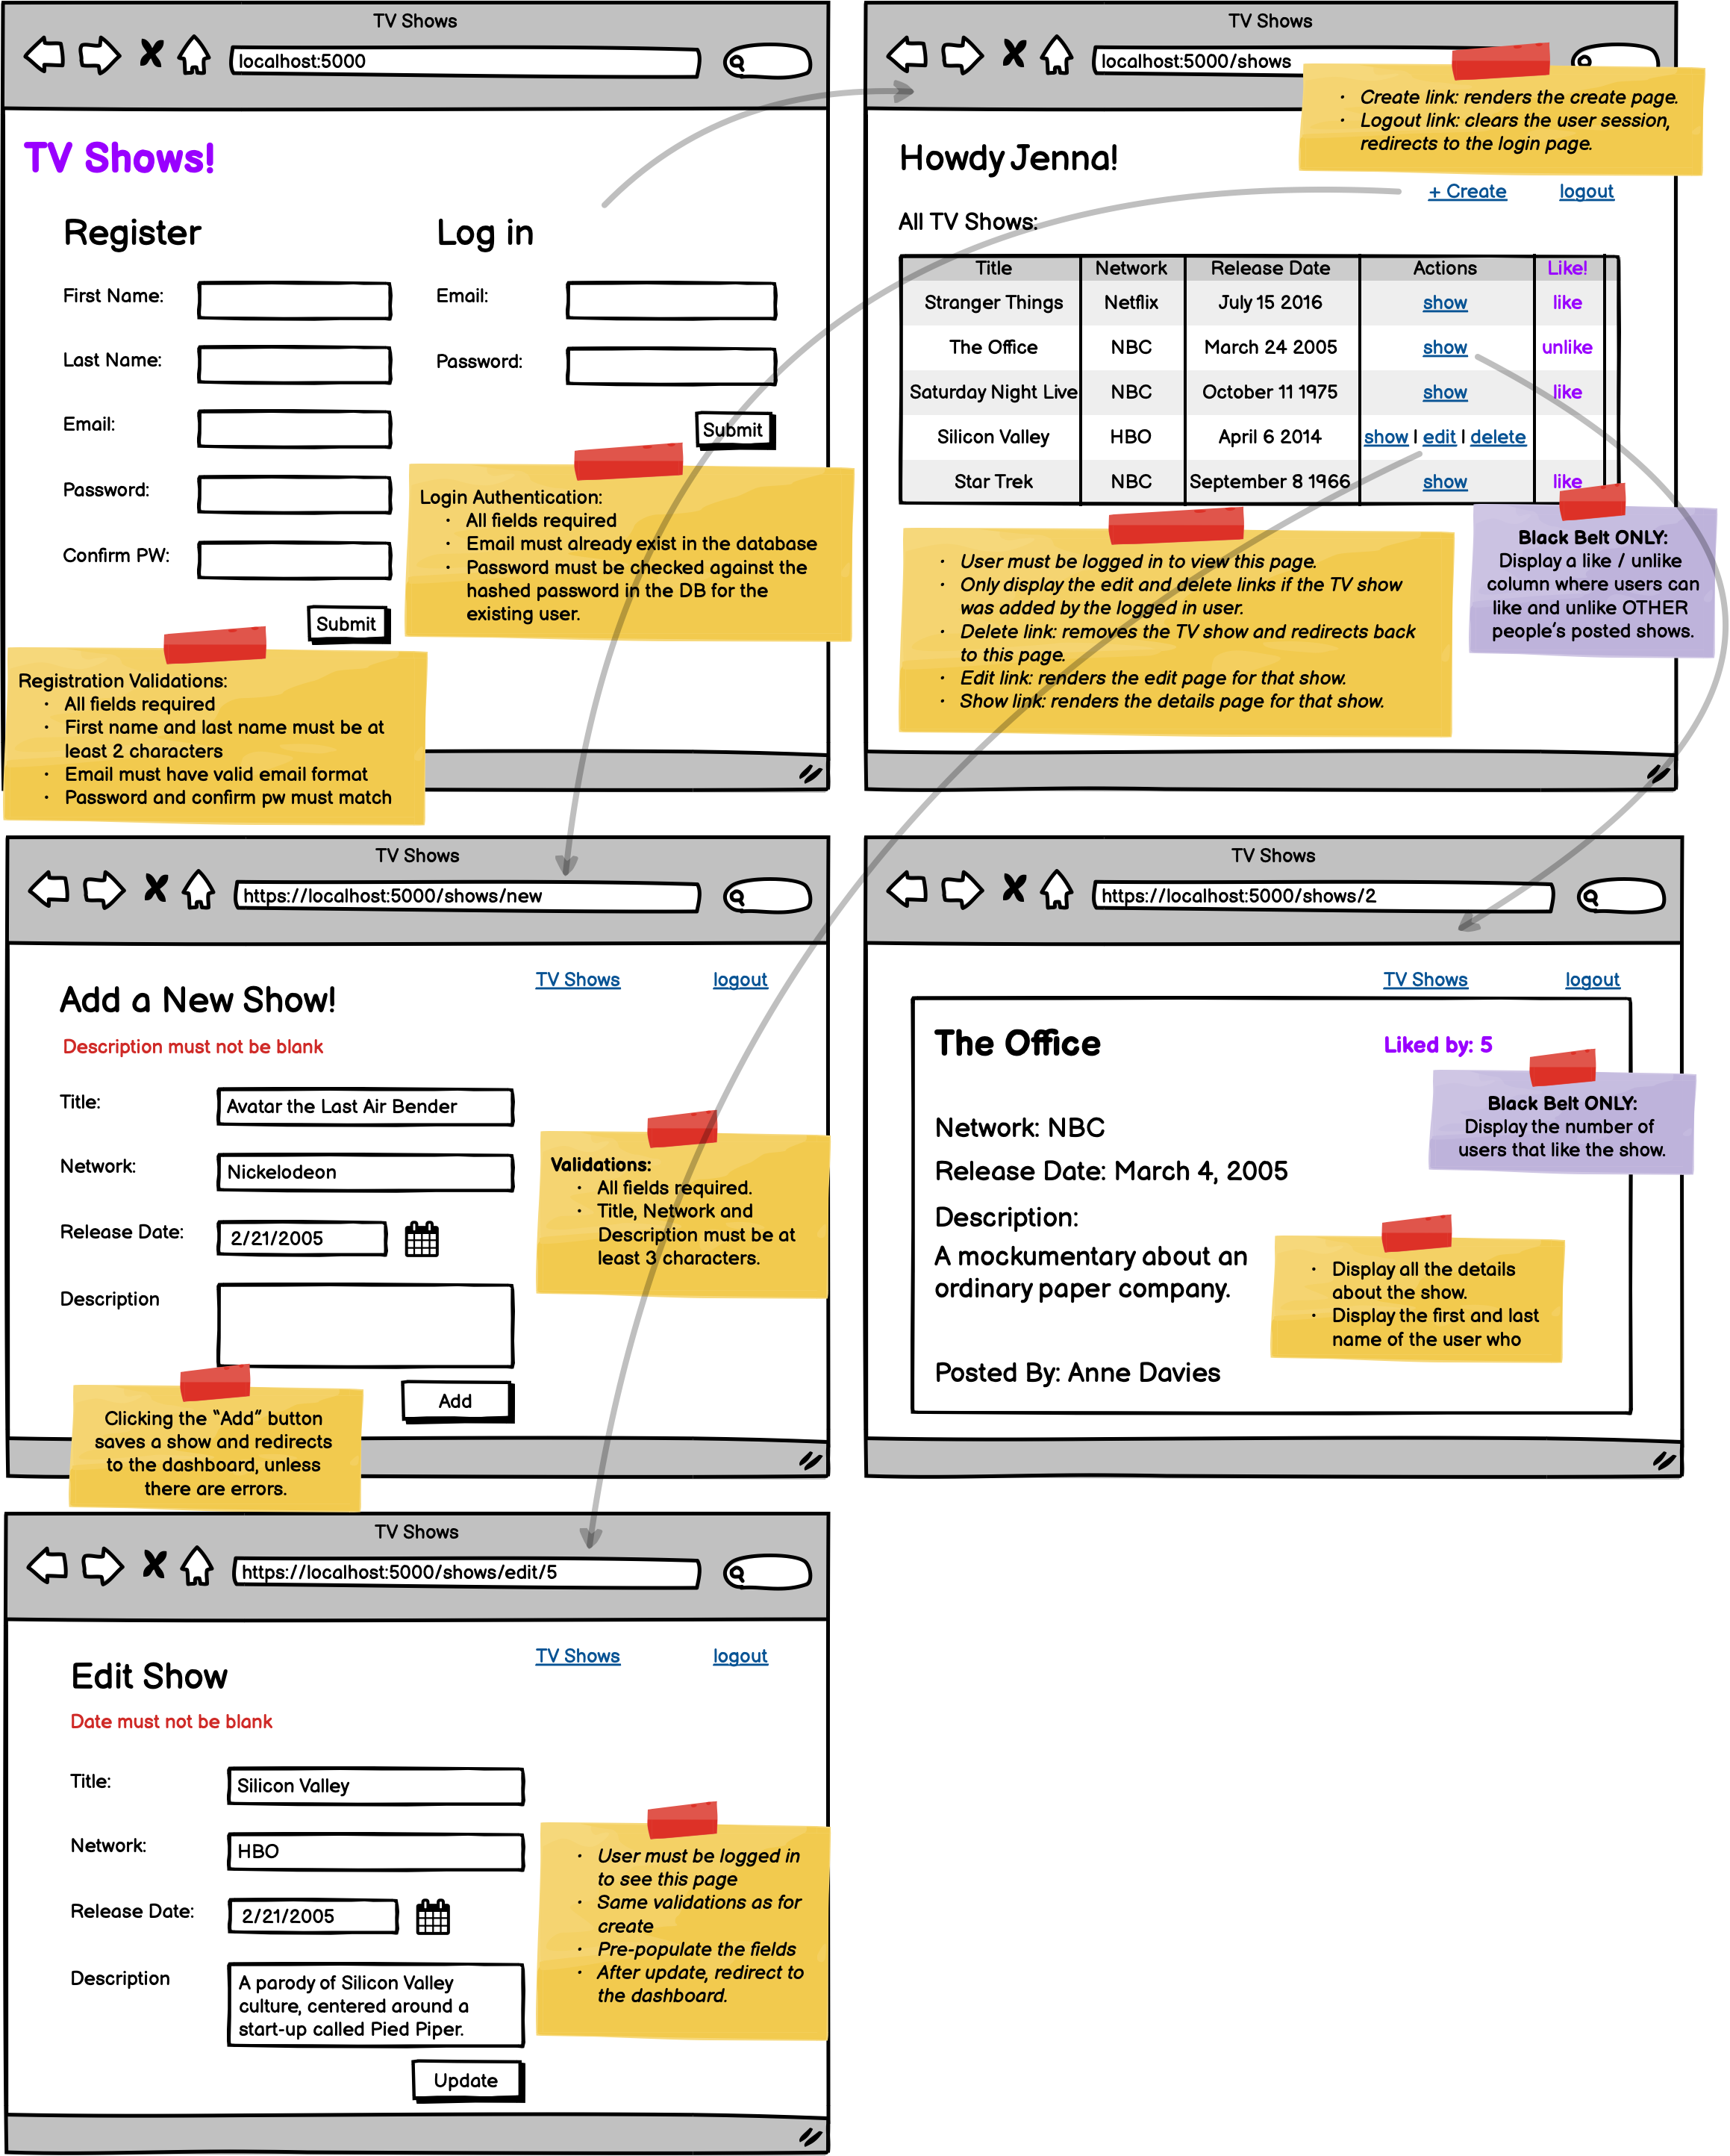 TV Shows
localhost:5000
TV Shows!
Register
First Name:
Last Name:
Email:
Password:
Confirm PW:
Submit
Log in
Email:
Password:
Submit
Login Authentication:
· All fields required
· Email must already exist in the database
· Password must be checked against the
hashed password in the DB for the
existing user.
Registration Validations:
· All fields required
· First name and last name must be at
least 2 characters
· Email must have valid email format
· Password and confirm pw must match
TV Shows
localhost:5000/shows
· Create link: renders the create page.
· Logout link: clears the user session,
redirects to the login page.
Howdy Jenna!
+ Create logout
All TV Shows:
Title Network Release Date Actions Like!
Stranger Things Netflix July 15 2016 show like
The Office NBC March 24 2005 show unlike
Saturday Night Live NBC October 11 1975 show like
Silicon Valley HBO April 6 2014 show | edit | delete
Star Trek NBC September 8 1966 show like
· User must be logged in to view this page.
· Only display the edit and delete links if the TV show
was added by the logged in user.
· Delete link: removes the TV show and redirects back
to this page.
· Edit link: renders the edit page for that show.
· Show link: renders the details page for that show.
Black Belt ONLY:
Display a like / unlike
column where users can
like and unlike OTHER
people's posted shows.
TV Shows
https://localhost:5000/shows/new
TV Shows logout
Add a New Show!
Description must not be blank
Title: Avatar the Last Air Bender
Network: Nickelodeon
Release Date: 2/21/2005
Description
Add
Validations:
· All fields required.
· Title, Network and
Description must be at
least 3 characters.
Clicking the “Add” button
saves a show and redirects
to the dashboard, unless
there are errors.
TV Shows
https://localhost:5000/shows/2
TV Shows logout
The Office
Liked by: 5
Black Belt ONLY:
Display the number of
users that like the show.
Network: NBC
Release Date: March 4, 2005
Description:
A mockumentary about an
ordinary paper company.
Posted By: Anne Davies
· Display all the details
about the show.
· Display the first and last
name of the user who
TV Shows
https://localhost:5000/shows/edit/5
TV Shows logout
Edit Show
Date must not be blank
Title: Silicon Valley
Network: HBO
Release Date: 2/21/2005
Description
A parody of Silicon Valley
culture, centered around a
start-up called Pied Piper.
Update
· User must be logged in
to see this page
· Same validations as for
create
· Pre-populate the fields
· After update, redirect to
the dashboard.